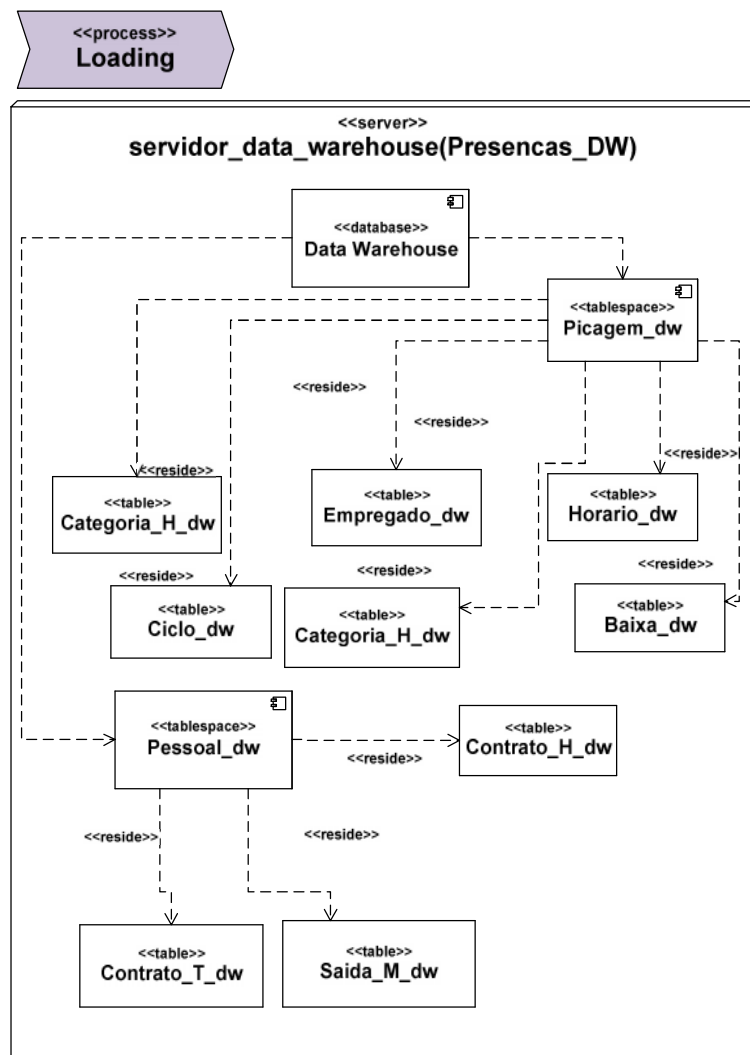 <<process>>
Loading
<<server>>
servidor_data_warehouse(Presencas_DW)
<<database>>
Data Warehouse
<<tablespace>>
Picagem_dw
<<reside>>
<<reside>>
<<reside>>
<<reside>>
<<table>>
Categoria_H_dw
<<table>>
Empregado_dw
<<table>>
Horario_dw
<<reside>>
<<reside>>
<<reside>>
<<table>>
Ciclo_dw
<<table>>
Categoria_H_dw
<<table>>
Baixa_dw
<<tablespace>>
Pessoal_dw
<<table>>
Contrato_H_dw
<<reside>>
<<reside>>
<<reside>>
<<table>>
Contrato_T_dw
<<table>>
Saida_M_dw